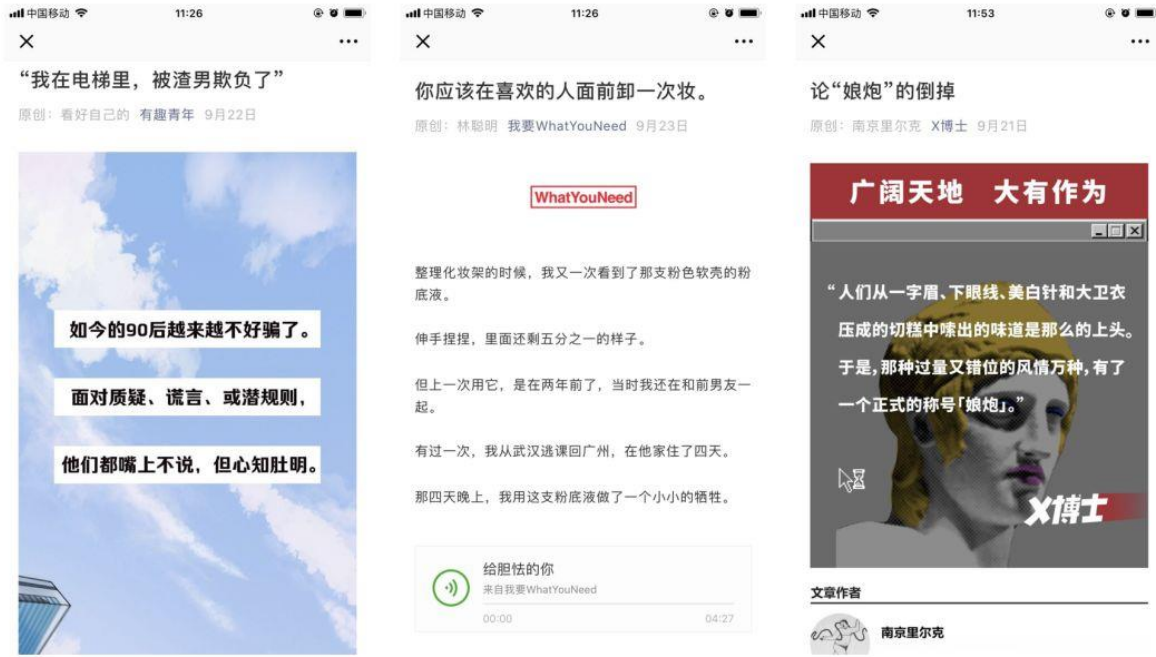 中国移动 11:26
“我在电梯里，被渣男欺负了”
原创：看好自己的 有趣青年 9月22日
如今的90后越来越不好骗了。
面对质疑、谎言、或潜规则，
他们都嘴上不说，但心知肚明。
中国移动 11:26
你应该在喜欢的人面前卸一次妆。
原创：林聪明 我要WhatYouNeed 9月23日
WhatYouNeed
整理化妆架的时候，我又一次看到了那支粉色软壳的粉
底液。
伸手捏捏，里面还剩五分之一的样子。
但上一次用它，是在两年前了，当时我还在和前男友一
起。
有过一次，我从武汉逃课回广州，在他家住了四天。
那四天晚上，我用这支粉底液做了一个小小的牺牲。
给胆怯的你
来自我要WhatYouNeed
00:00 04:27
中国移动 11:53
论“娘炮”的倒掉
原创：南京里尔克 X博士 9月21日
广阔天地 大有作为
“人们从一字眉、下眼线、美白针和大卫衣
压成的切糕中嗦出的味道是那么的上头。
于是，那种过量又错位的风情万种，有了
一个正式的称号「娘炮」。”
X博士
文章作者
南京里尔克